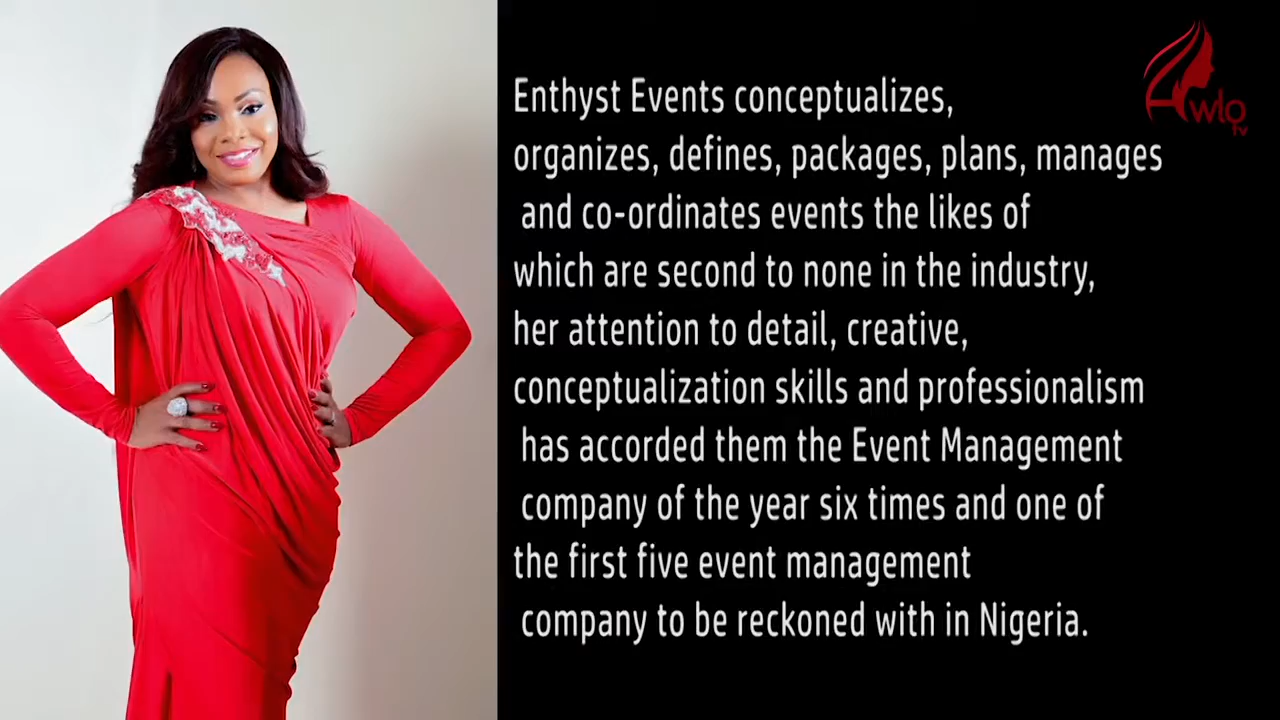 Awlo
tv
Enthyst Events conceptualizes,
organizes, defines, packages, plans, manages
and co-ordinates events the likes of
which are second to none in the industry,
her attention to detail, creative,
conceptualization skills and professionalism
has accorded them the Event Management
company of the year six times and one of
the first five event management
company to be reckoned with in Nigeria.